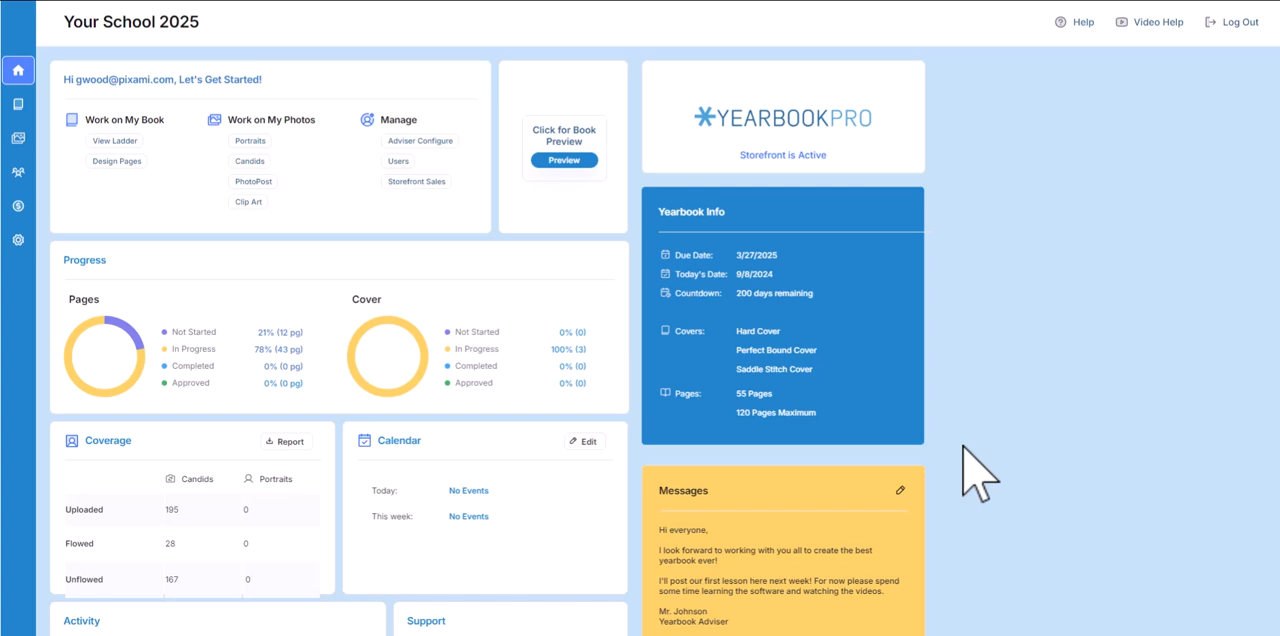 Your School 2025
Help Video Help Log Out
Hi gwood@pixami.com, Let's Get Started!
Work on My Book
View Ladder
Design Pages
Work on My Photos
Portraits
Candids
PhotoPost
Clip Art
Manage
Adviser Configure
Users
Storefront Sales
Click for Book
Preview
Preview
YEARBOOKPRO
Storefront is Active
Yearbook Info
Due Date: 3/27/2025
Today's Date: 9/8/2024
Countdown: 200 days remaining
Covers: Hard Cover
Perfect Bound Cover
Saddle Stitch Cover
Pages: 55 Pages
120 Pages Maximum
Progress
Pages
Not Started 21% (12 pg)
In Progress 78% (43 pg)
Completed 0% (0 pg)
Approved 0% (0 pg)
Cover
Not Started 0% (0)
In Progress 100% (3)
Completed 0% (0)
Approved 0% (0)
Coverage Report
Candids Portraits
Uploaded 195 0
Flowed 28 0
Unflowed 167 0
Calendar Edit
Today: No Events
This week: No Events
Messages
Hi everyone,
I look forward to working with you all to create the best
yearbook ever!
I'll post our first lesson here next week! For now please spend
some time learning the software and watching the videos.
Mr. Johnson
Yearbook Adviser
Activity
Support